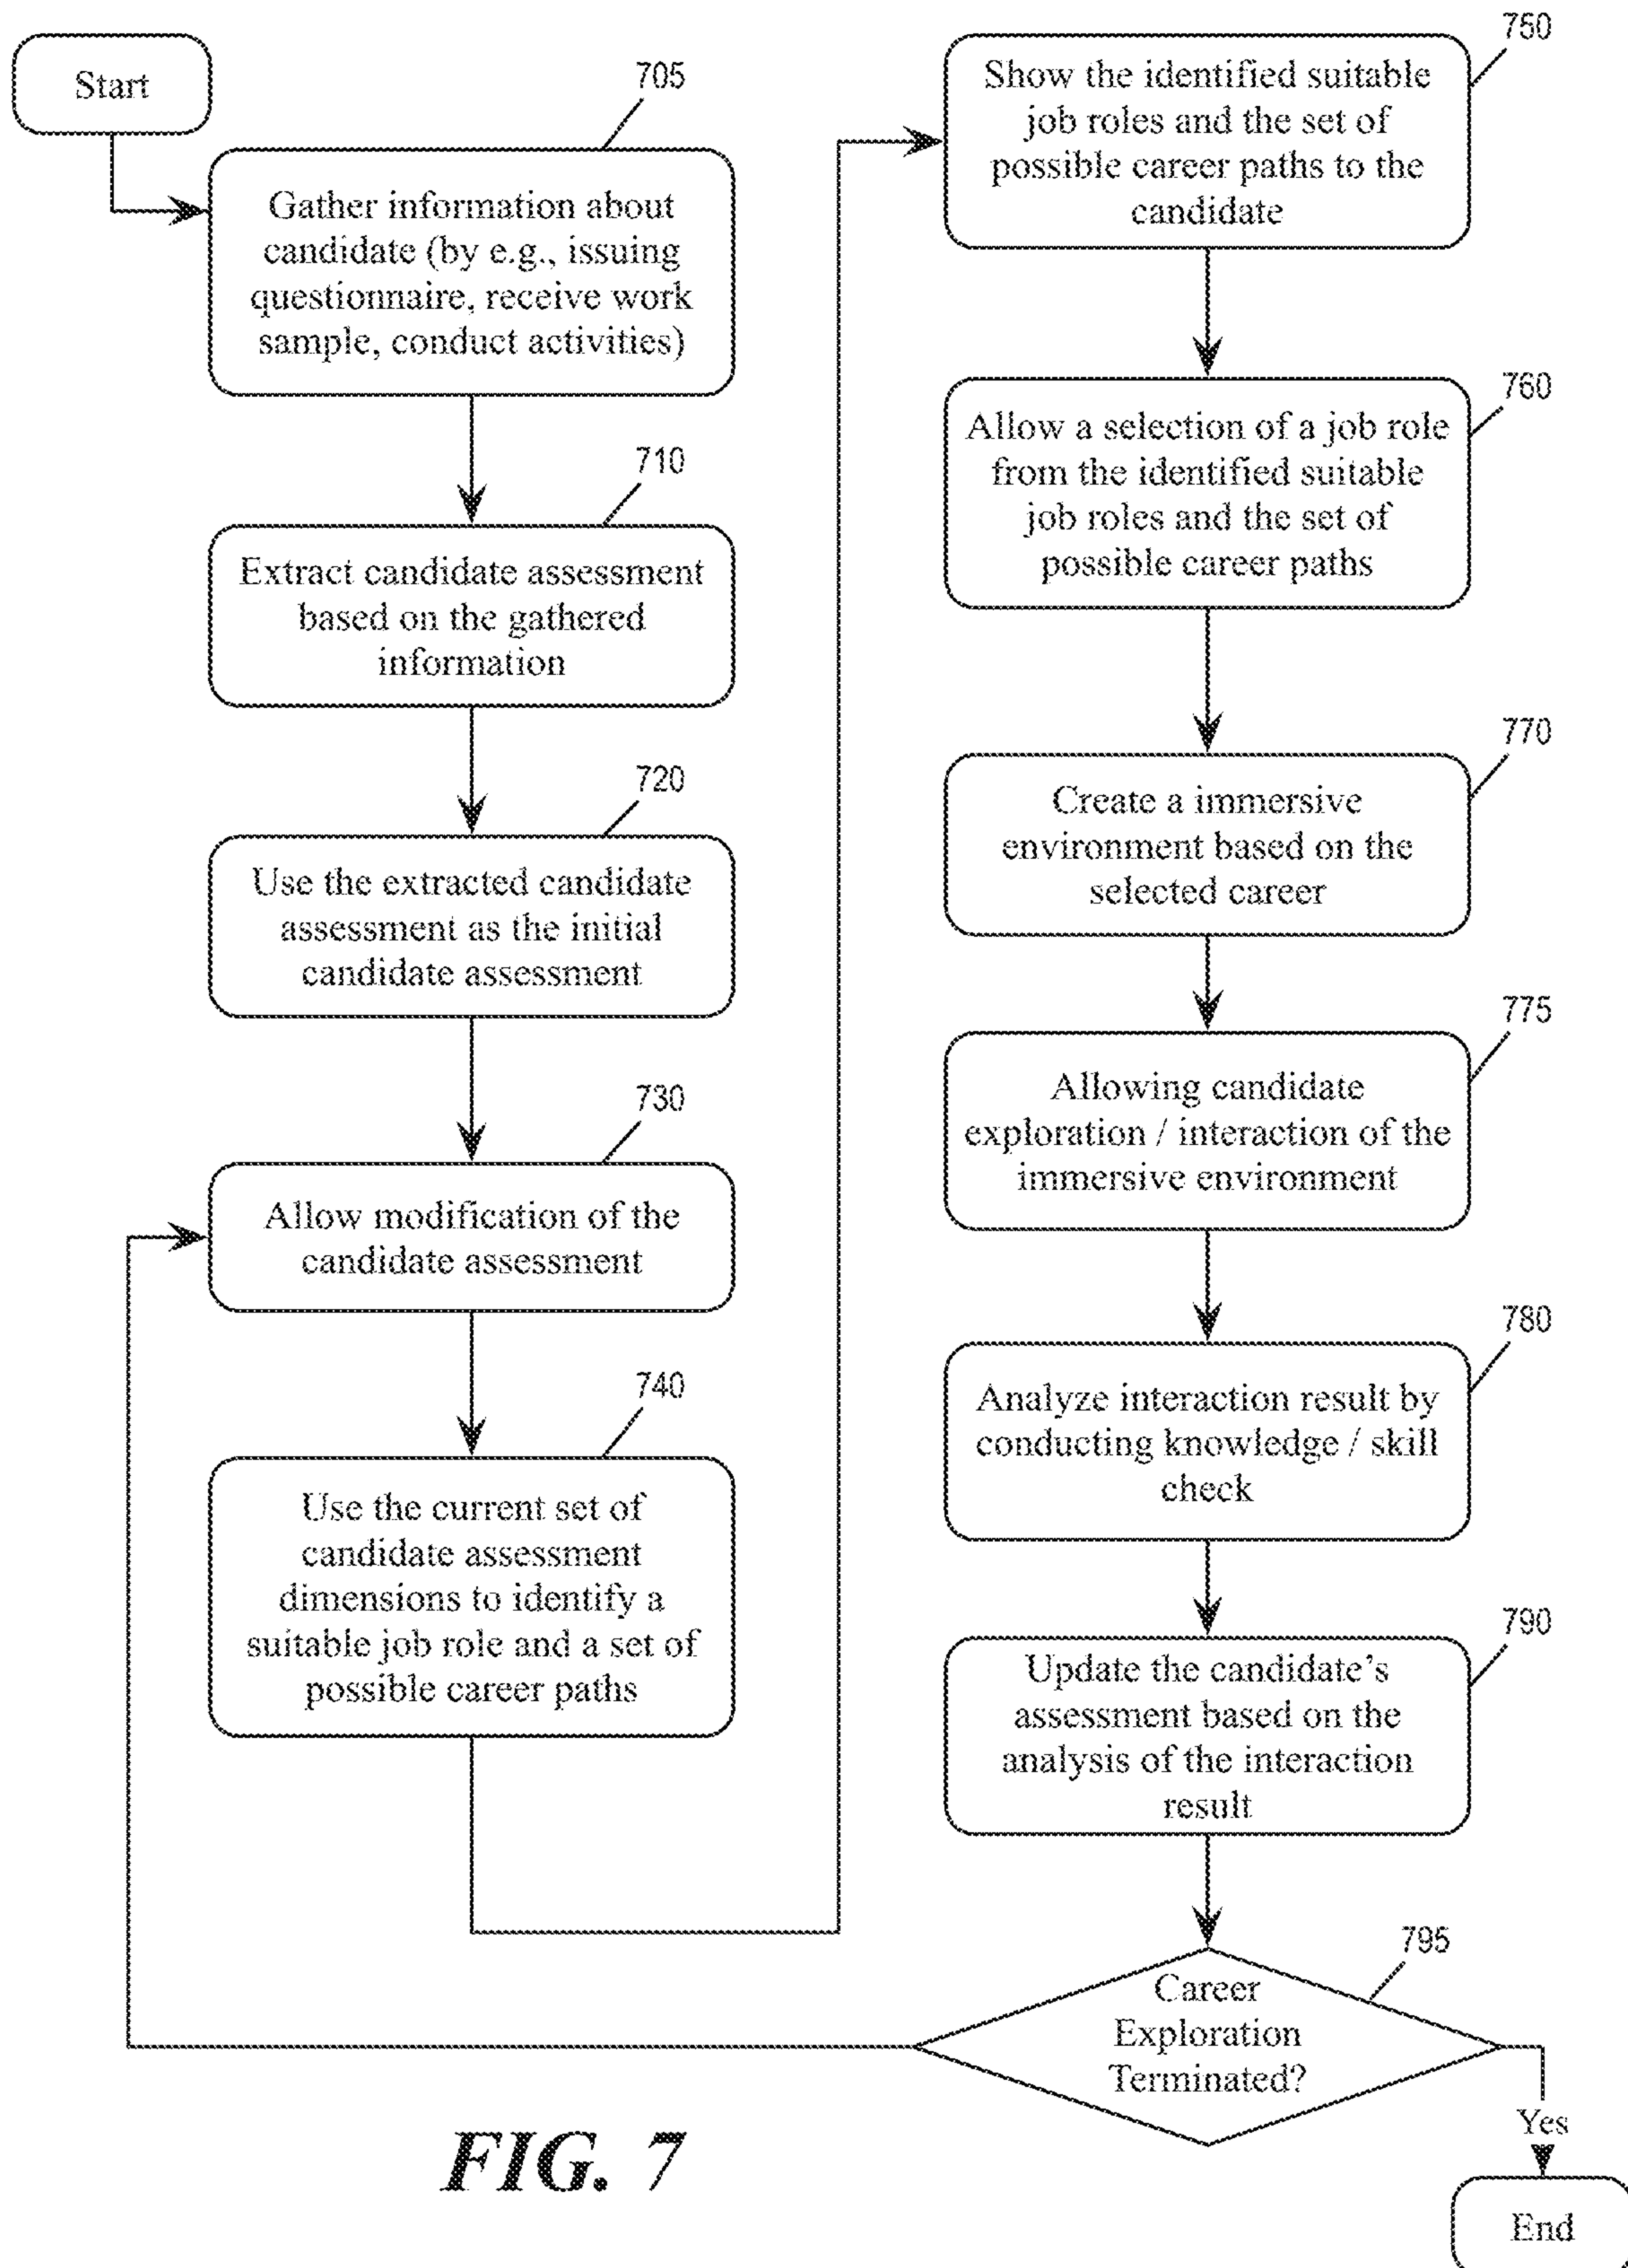 Start
705
Gather information about
candidate (by e.g., issuing
questionnaire, receive work
sample, conduct activities)
710
Extract candidate assessment
based on the gathered
information
720
Use the extracted candidate
assessment as the initial
candidate assessment
730
Allow modification of the
candidate assessment
740
Use the current set of
candidate assessment
dimensions to identify a
suitable job role and a set of
possible career paths
750
Show the identified suitable
job roles and the set of
possible career paths to the
candidate
760
Allow a selection of a job role
from the identified suitable
job roles and the set of
possible career paths
770
Create a immersive
environment based on the
selected career
775
Allowing candidate
exploration / interaction of the
immersive environment
780
Analyze interaction result by
conducting knowledge / skill
check
790
Update the candidate's
assessment based on the
analysis of the interaction
result
795
Career
Exploration
Terminated?
Yes
End
FIG. 7